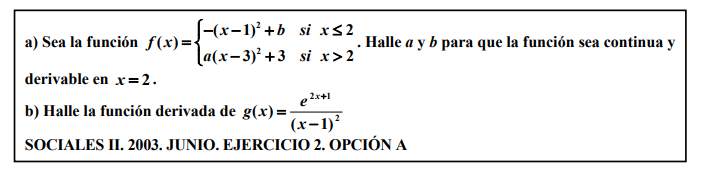 a) Sea la función f(x) = { −(x−1)² + b si x ≤ 2
a(x−3)² + 3 si x > 2 . Halle a y b para que la función sea continua y
derivable en x = 2.
b) Halle la función derivada de g(x) = e^(2x+1) / (x−1)²
SOCIALES II. 2003. JUNIO. EJERCICIO 2. OPCIÓN A